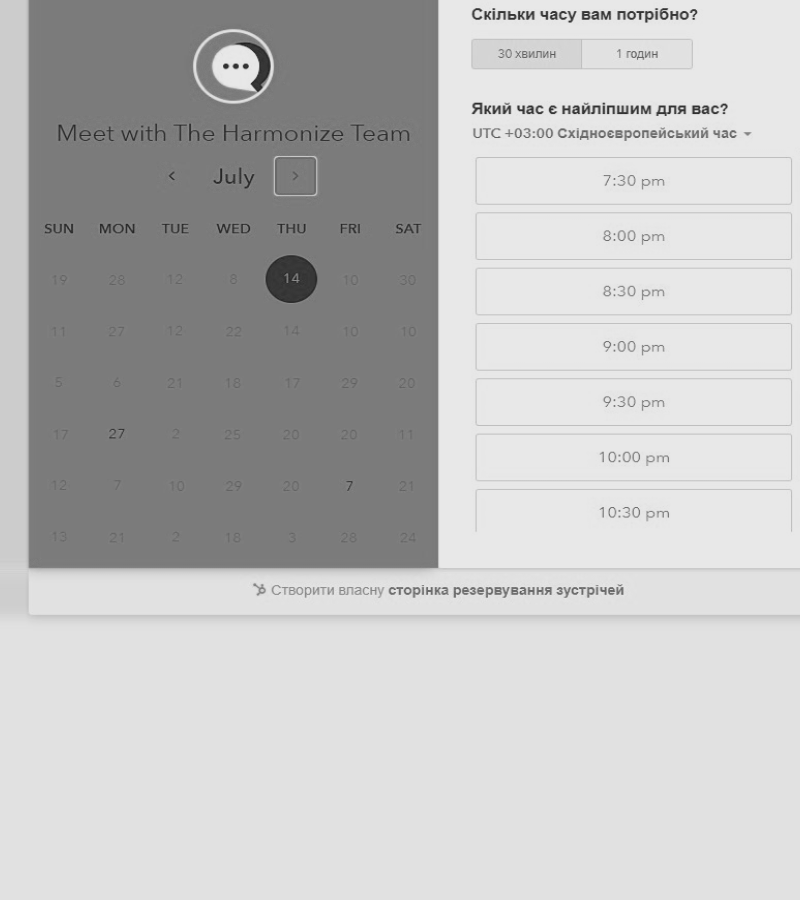 Meet with The Harmonize Team
July
SUN MON TUE WED THU FRI SAT
19 28 12 8 14 10 30
11 27 12 22 14 10 10
5 6 21 18 17 29 20
17 27 2 25 20 20 11
12 7 10 29 20 7 21
13 21 2 18 3 28 24
Скільки часу вам потрібно?
30 хвилин 1 годин
Який час є найліпшим для вас?
UTC +03:00 Східноєвропейський час
7:30 pm
8:00 pm
8:30 pm
9:00 pm
9:30 pm
10:00 pm
10:30 pm
Створити власну сторінка резервування зустрічей